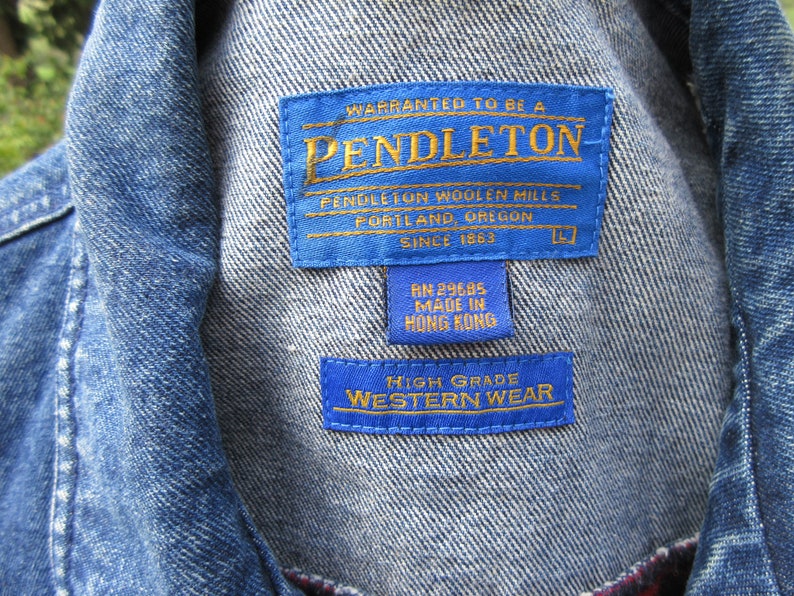 WARRANTED TO BE A
PENDLETON
PENDLETON WOOLEN MILLS
PORTLAND, OREGON
SINCE 1863 L
RN 29685
MADE IN
HONG KONG
HIGH GRADE
WESTERN WEAR